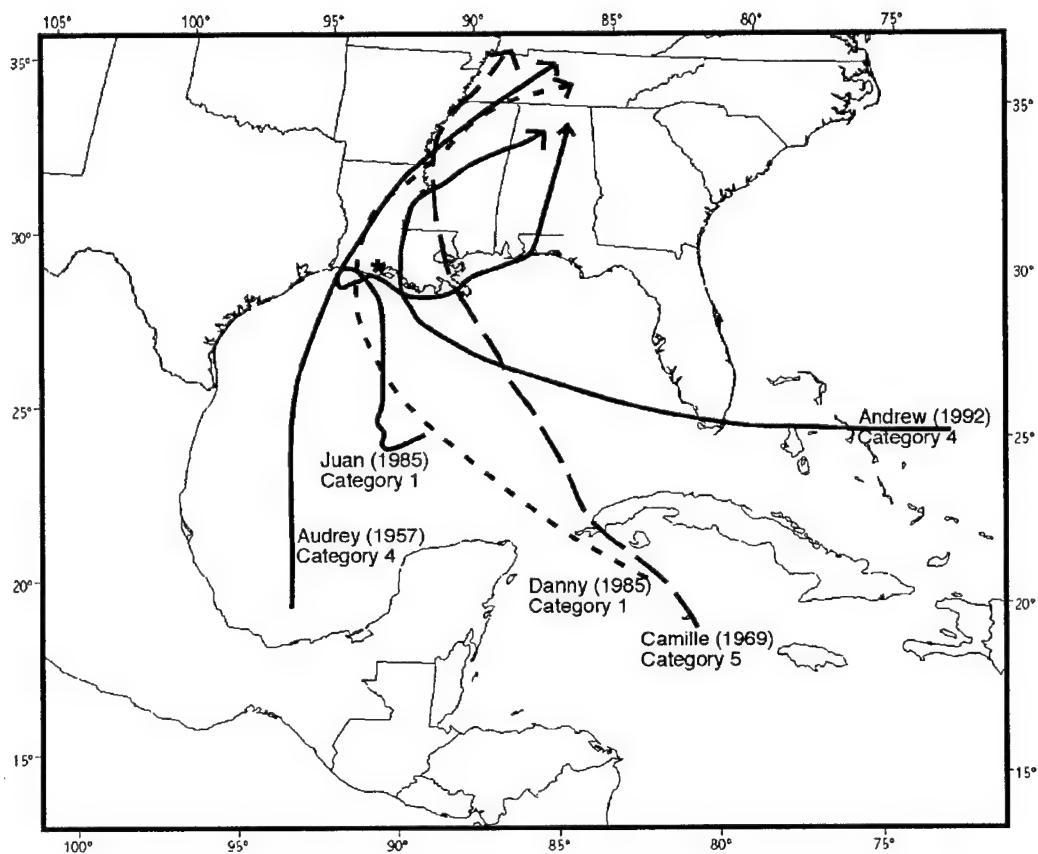 105° 100° 95° 90° 85° 80° 75°
35°
35°
30°
30°
25°
Andrew (1992)
Category 4
25°
Juan (1985)
Category 1
Audrey (1957)
Category 4
20°
Danny (1985)
Category 1
20°
Camille (1969)
Category 5
15°
15°
100° 95° 90° 85° 80° 75°